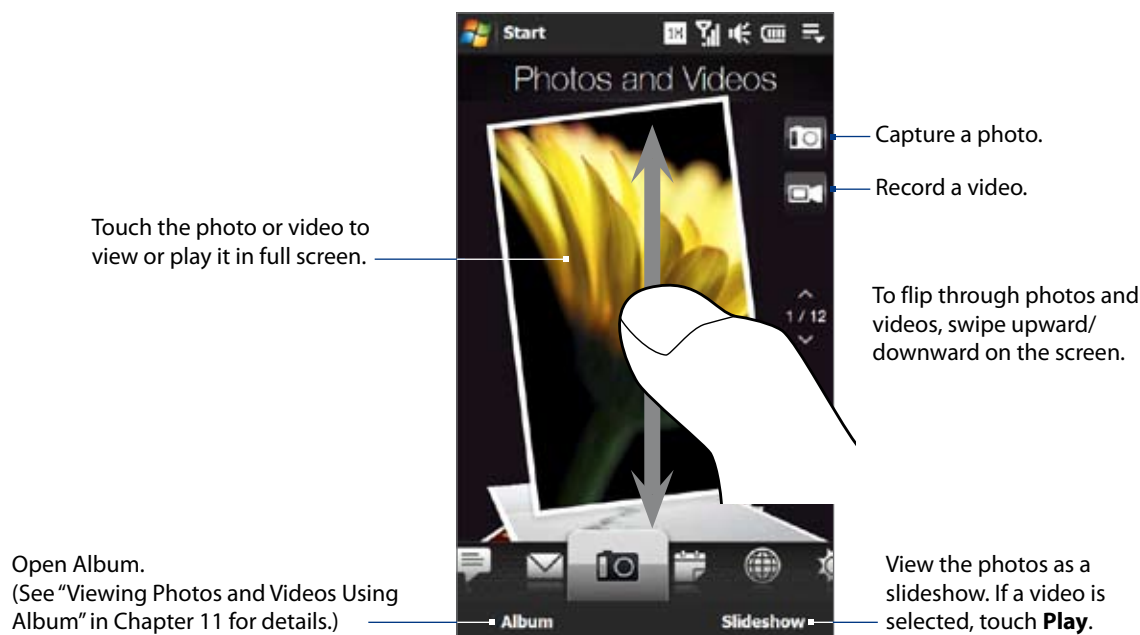 Start
1X
Photos and Videos
Capture a photo.
Record a video.
Touch the photo or video to
view or play it in full screen.
To flip through photos and
videos, swipe upward/
downward on the screen.
1 / 12
Open Album.
(See “Viewing Photos and Videos Using
Album” in Chapter 11 for details.)
View the photos as a
slideshow. If a video is
selected, touch Play.
Album
Slideshow